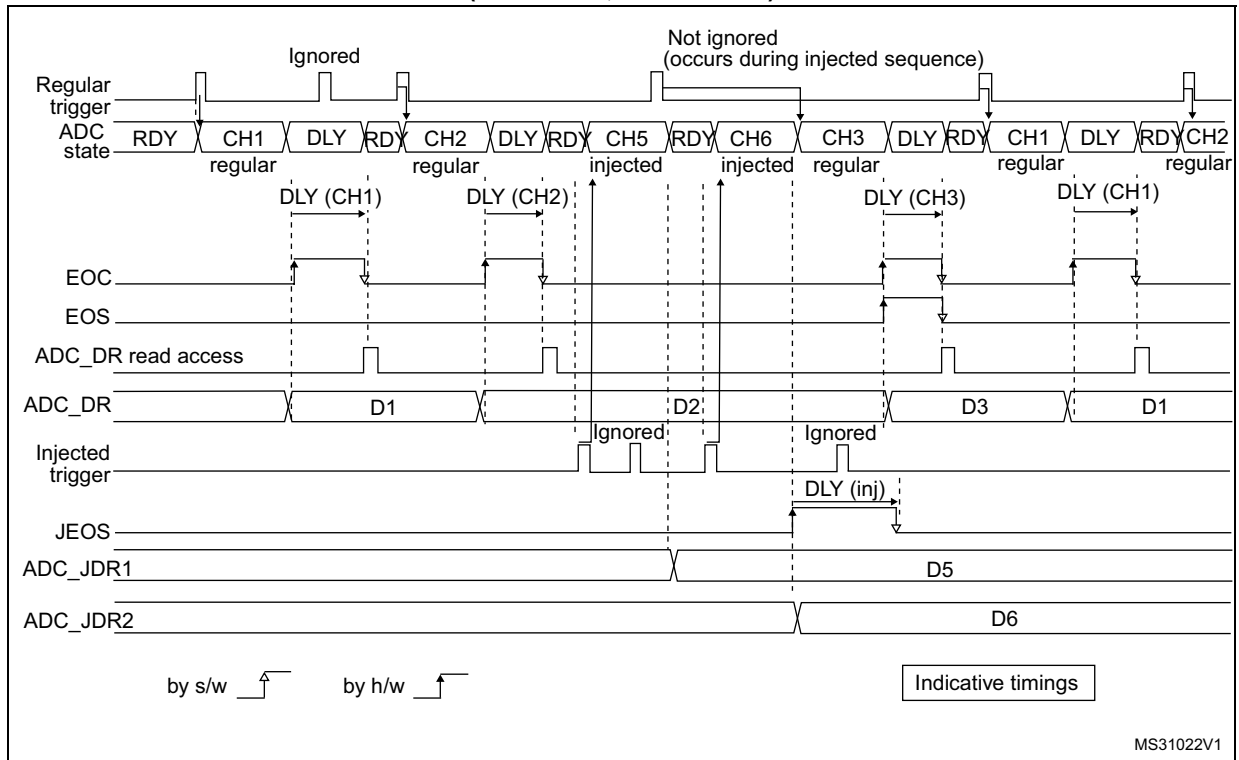 Ignored
Not ignored
(occurs during injected sequence)
Regular
trigger
ADC
state
RDY CH1 DLY RDY CH2 DLY RDY CH5 RDY CH6 CH3 DLY RDY CH1 DLY RDY CH2
regular regular injected injected regular regular regular
DLY (CH1) DLY (CH2) DLY (CH3) DLY (CH1)
EOC
EOS
ADC_DR read access
ADC_DR D1 D2 D3 D1
Ignored Ignored
Injected
trigger
DLY (inj)
JEOS
ADC_JDR1 D5
ADC_JDR2 D6
by s/w by h/w Indicative timings
MS31022V1